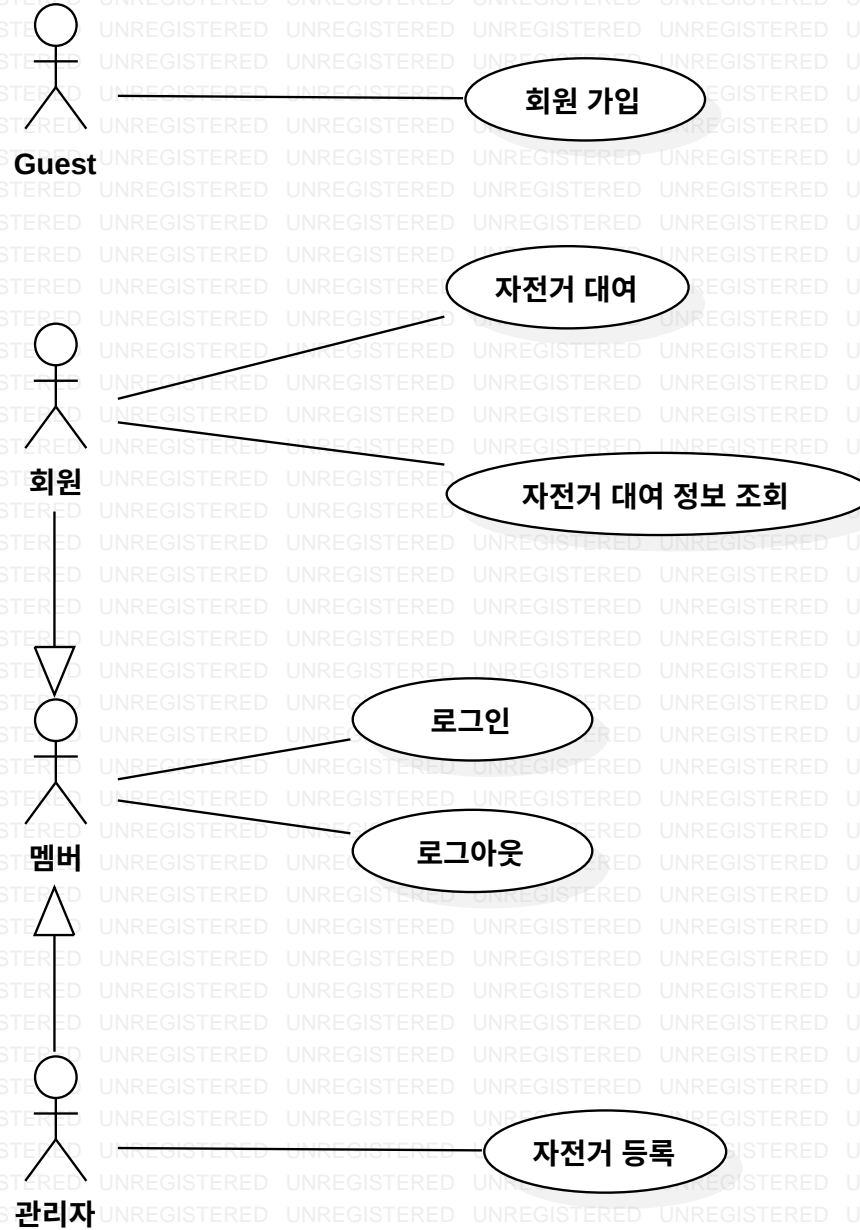 회원 가입
Guest
자전거 대여
회원
자전거 대여 정보 조회
로그인
멤버
로그아웃
자전거 등록
관리자
UNREGISTERED